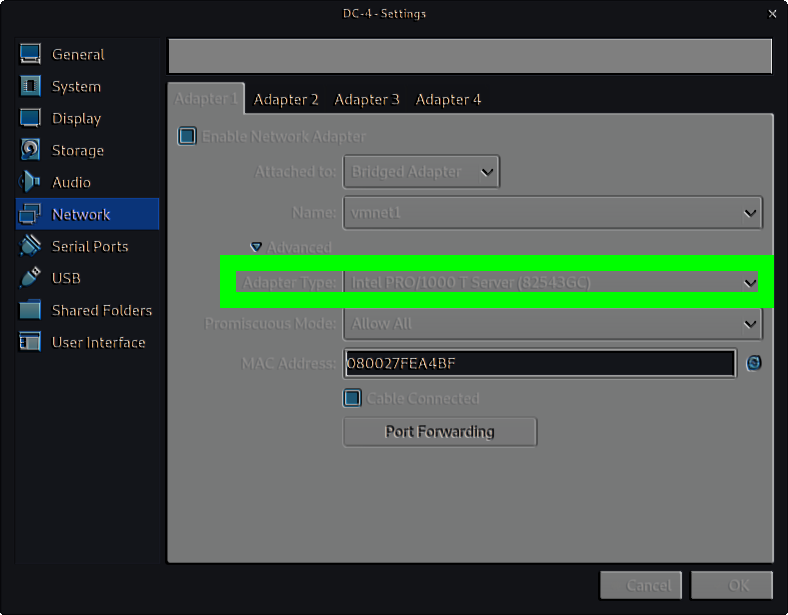 DC-4 - Settings
General
System
Display
Storage
Audio
Network
Serial Ports
USB
Shared Folders
User Interface
Adapter 1 Adapter 2 Adapter 3 Adapter 4
Enable Network Adapter
Attached to: Bridged Adapter
Name: vmnet1
Advanced
Adapter Type: Intel PRO/1000 T Server (82543GC)
Promiscuous Mode: Allow All
MAC Address: 080027FEA4BF
Cable Connected
Port Forwarding
Cancel OK